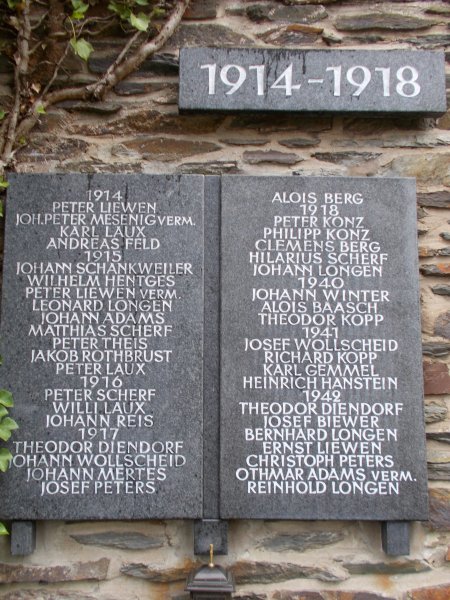 1914-1918
1914
PETER LIEWEN
JOH.PETER MESENIG VERM.
KARL LAUX
ANDREAS FELD
1915
JOHANN SCHANKWEILER
WILHELM HENTGES
PETER LIEWEN VERM.
LEONARD LONGEN
JOHANN ADAMS
MATTHIAS SCHERF
PETER THEIS
JAKOB ROTHBRUST
PETER LAUX
1916
PETER SCHERF
WILLI LAUX
JOHANN REIS
1917
THEODOR DIENDORF
JOHANN WOLLSCHEID
JOHANN MERTES
JOSEF PETERS
ALOIS BERG
1918
PETER KONZ
PHILIPP KONZ
CLEMENS BERG
HILARIUS SCHERF
JOHANN LONGEN
1940
JOHANN WINTER
ALOIS BAASCH
THEODOR KOPP
1941
JOSEF WOLLSCHEID
RICHARD KOPP
KARL GEMMEL
HEINRICH HANSTEIN
1942
THEODOR DIENDORF
JOSEF BIEWER
BERNHARD LONGEN
ERNST LIEWEN
CHRISTOPH PETERS
OTHMAR ADAMS VERM.
REINHOLD LONGEN